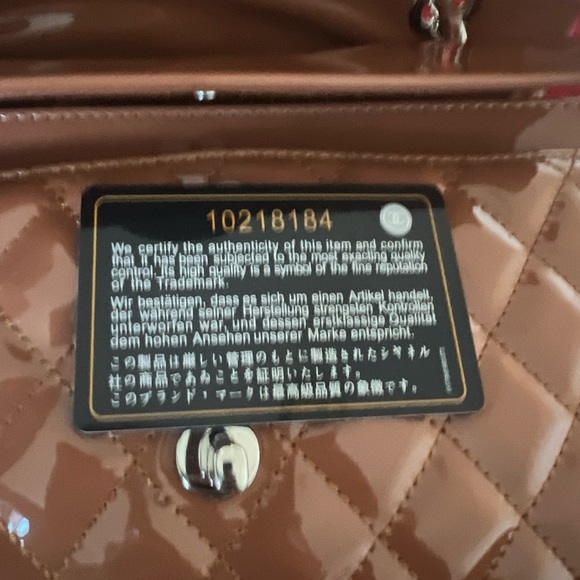 10218184
We certify the authenticity of this item and confirm
that it has been subjected to the most exacting quality
control. Its high quality is a symbol of the fine reputation
of the Trademark.
Wir bestätigen, dass es sich um einen Artikel handelt,
der während seiner Herstellung strengsten Kontrollen
unterworfen war, und dessen erstklassige Qualität
dem hohen Ansehen unserer Marke entspricht.
この製品は厳しい管理のもとに製造されたシャネル
社の商品であることを証明いたします。
このブランド・マークは最高級品質の象徴です。